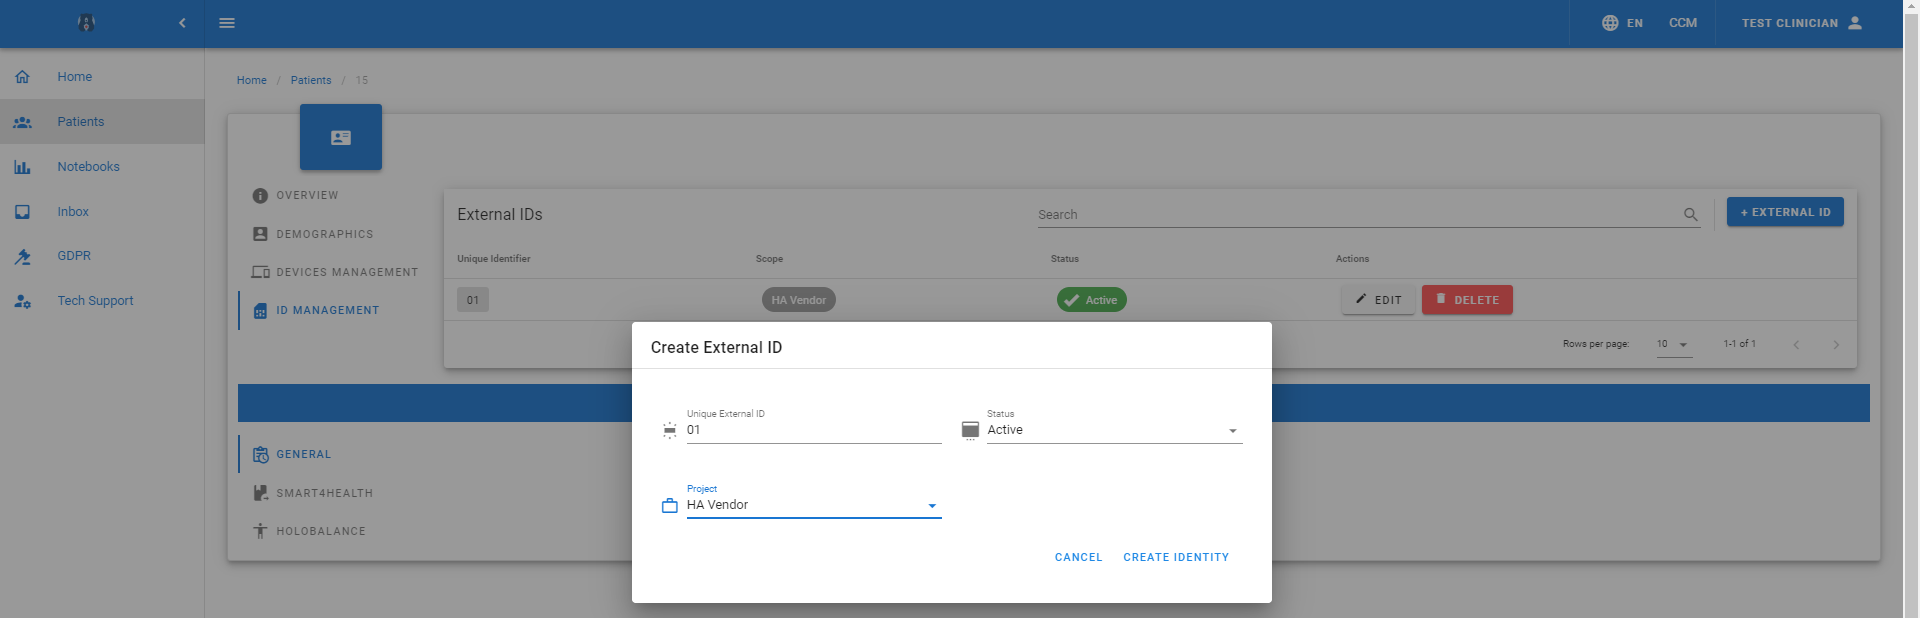 EN CCM TEST CLINICIAN
Home
Patients
Notebooks
Inbox
GDPR
Tech Support
Home / Patients / 15
OVERVIEW
DEMOGRAPHICS
DEVICES MANAGEMENT
ID MANAGEMENT
External IDs Search + EXTERNAL ID
Unique Identifier Scope Status Actions
01 HA Vendor Active EDIT DELETE
Rows per page: 10 1-1 of 1
GENERAL
SMART4HEALTH
HOLOBALANCE
Create External ID
Unique External ID Status
01 Active
Project
HA Vendor
CANCEL CREATE IDENTITY